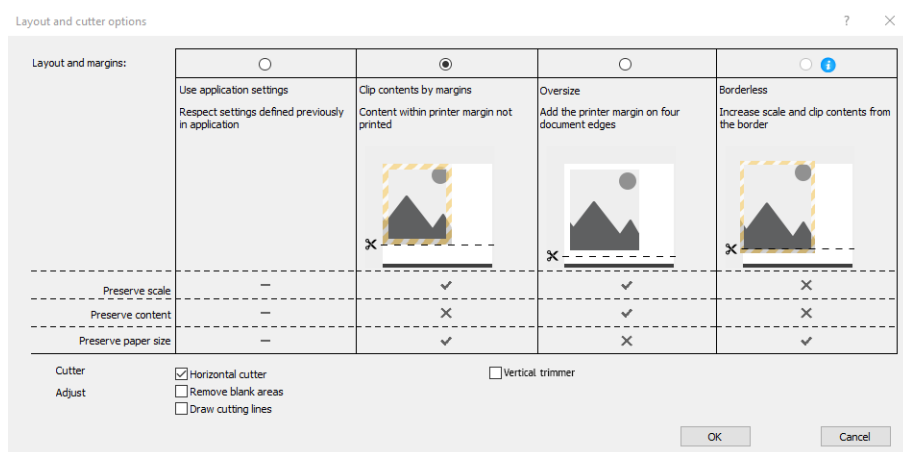 Layout and cutter options
Layout and margins:
Use application settings
Respect settings defined previously
in application
Clip contents by margins
Content within printer margin not
printed
Oversize
Add the printer margin on four
document edges
Borderless
Increase scale and clip contents from
the border
Preserve scale
Preserve content
Preserve paper size
Cutter
Horizontal cutter
Vertical trimmer
Adjust
Remove blank areas
Draw cutting lines
OK
Cancel